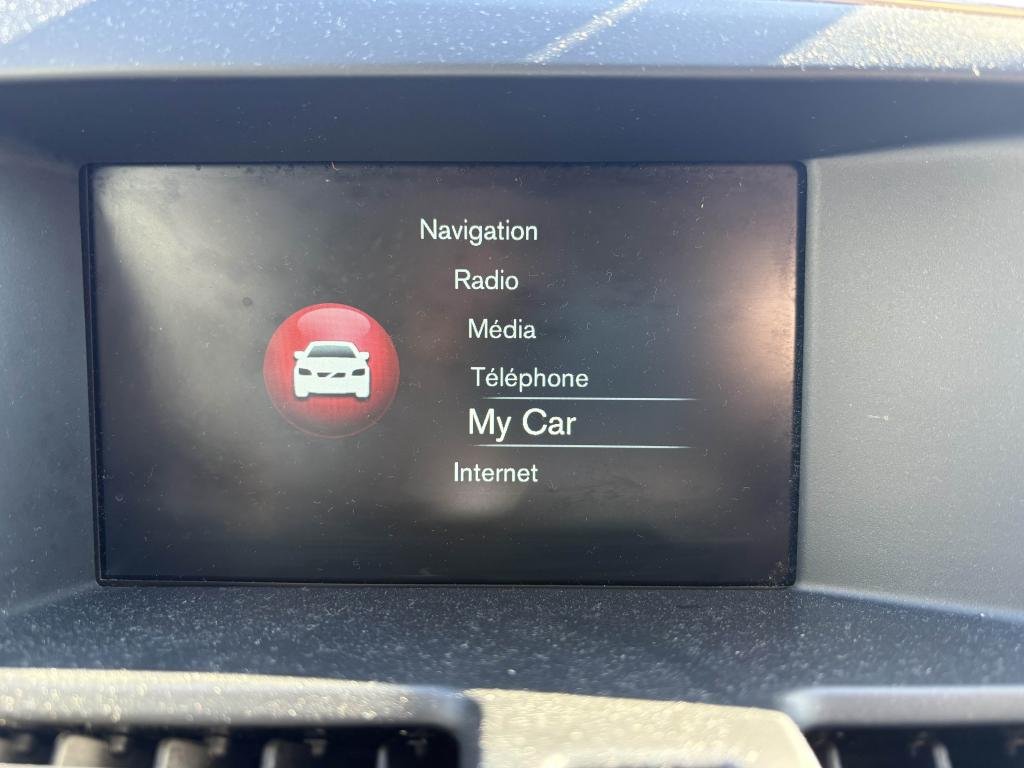 Navigation
Radio
Média
Téléphone
My Car
Internet